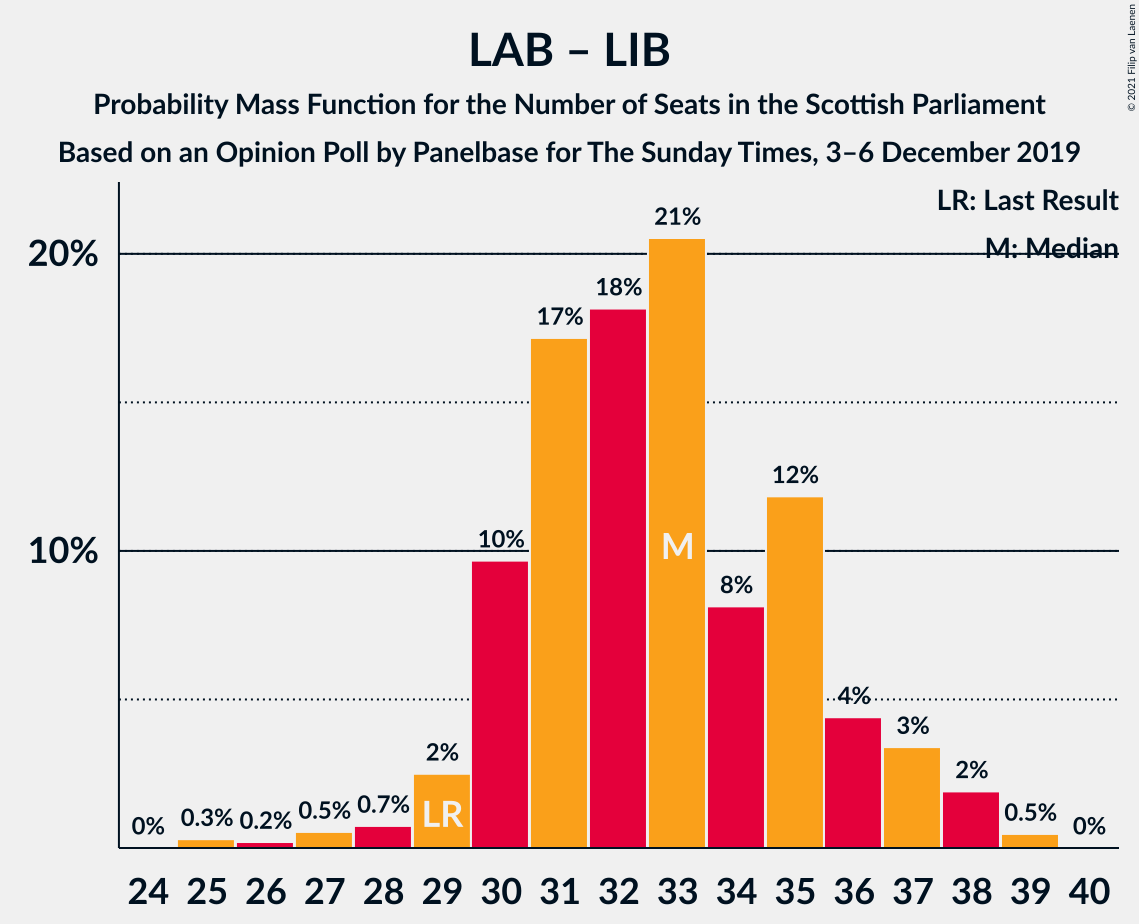 LAB – LIB
Probability Mass Function for the Number of Seats in the Scottish Parliament
Based on an Opinion Poll by Panelbase for The Sunday Times, 3–6 December 2019
© 2021 Filip van Laenen
LR: Last Result
M: Median
20%
10%
0%
0.3%
0.2%
0.5%
0.7%
2%
10%
17%
18%
21%
8%
12%
4%
3%
2%
0.5%
0%
LR
M
24 25 26 27 28 29 30 31 32 33 34 35 36 37 38 39 40